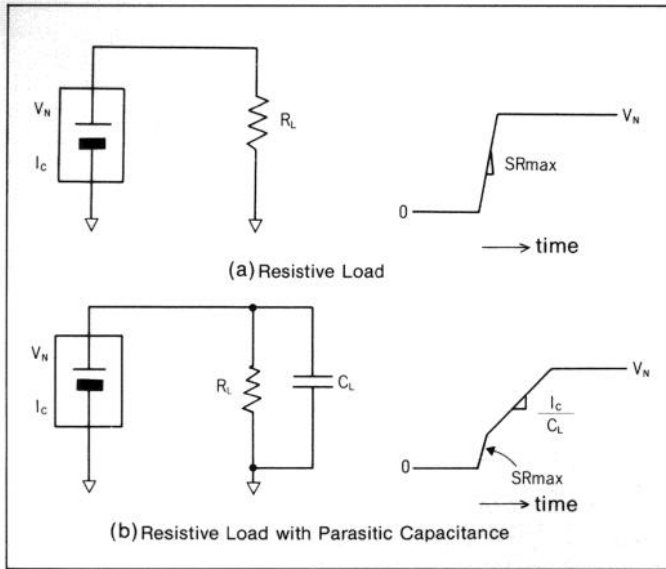 V_N
I_C
R_L
V_N
SRmax
0
time
(a) Resistive Load
V_N
I_C
R_L
C_L
V_N
I_C
C_L
0
SRmax
time
(b) Resistive Load with Parasitic Capacitance